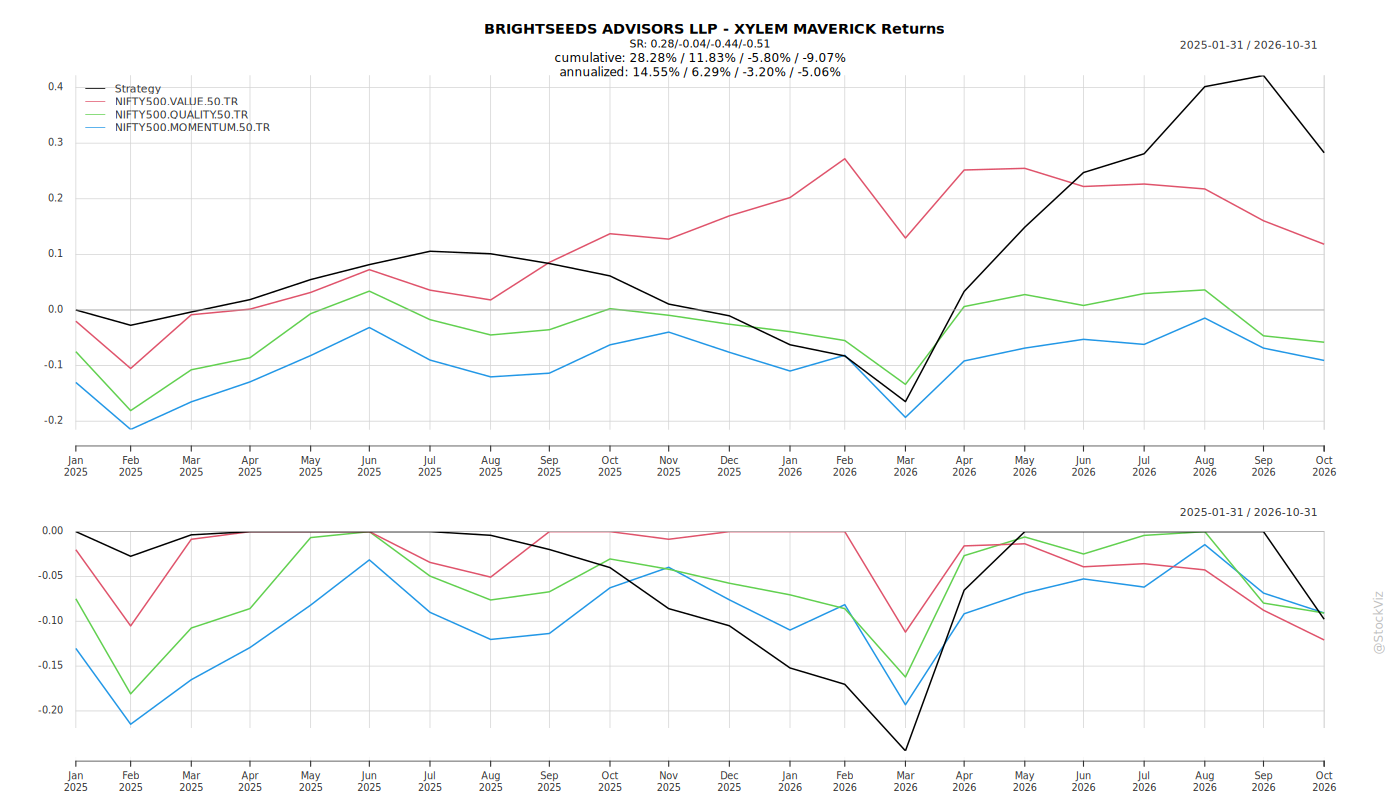 BRIGHTSEEDS ADVISORS LLP - XYLEM MAVERICK Returns
SR: 0.28/-0.04/-0.44/-0.51
cumulative: 28.28% / 11.83% / -5.80% / -9.07%
annualized: 14.55% / 6.29% / -3.20% / -5.06%
2025-01-31 / 2026-10-31
Strategy
NIFTY500.VALUE.50.TR
NIFTY500.QUALITY.50.TR
NIFTY500.MOMENTUM.50.TR
0.4
0.3
0.2
0.1
0.0
-0.1
-0.2
Jan Feb Mar Apr May Jun Jul Aug Sep Oct Nov Dec Jan Feb Mar Apr May Jun Jul Aug Sep Oct
2025 2025 2025 2025 2025 2025 2025 2025 2025 2025 2025 2025 2026 2026 2026 2026 2026 2026 2026 2026 2026 2026
2025-01-31 / 2026-10-31
0.00
-0.05
-0.10
-0.15
-0.20
Jan Feb Mar Apr May Jun Jul Aug Sep Oct Nov Dec Jan Feb Mar Apr May Jun Jul Aug Sep Oct
2025 2025 2025 2025 2025 2025 2025 2025 2025 2025 2025 2025 2026 2026 2026 2026 2026 2026 2026 2026 2026 2026
@StockViz